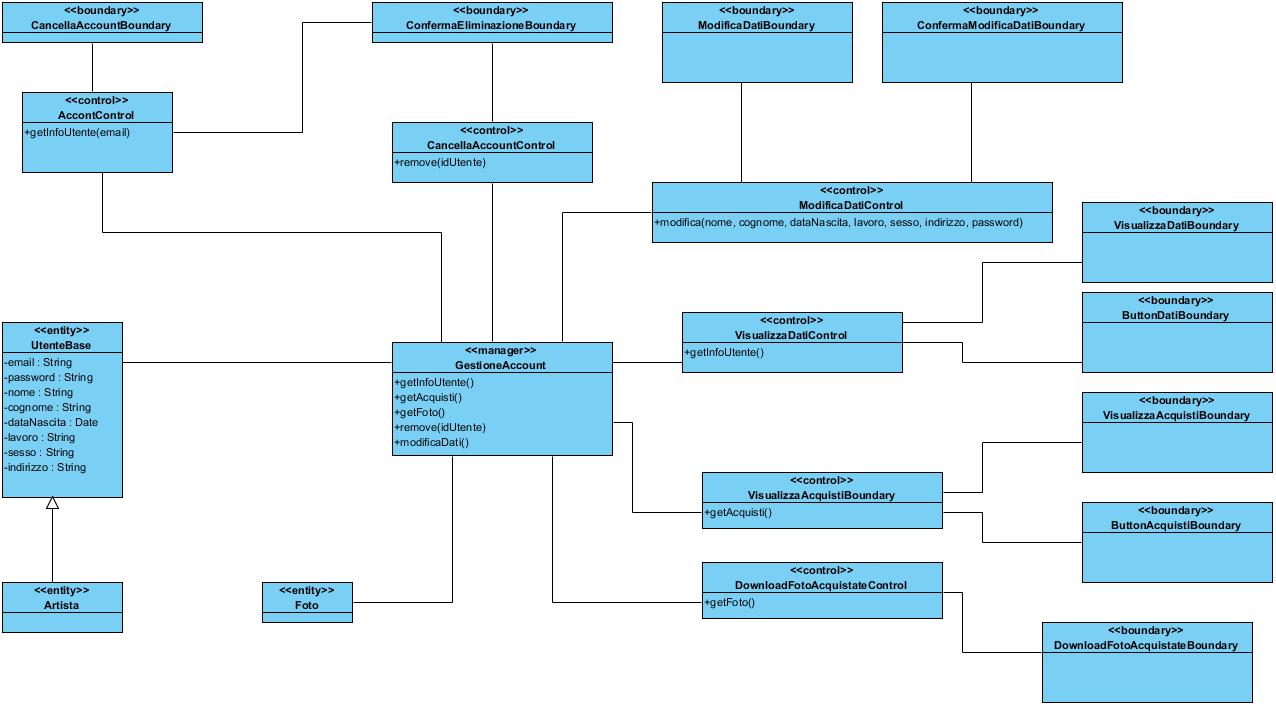 <<boundary>>
CancellaAccountBoundary
<<boundary>>
ConfermaEliminazioneBoundary
<<boundary>>
ModificaDatiBoundary
<<boundary>>
ConfermaModificaDatiBoundary
<<control>>
AccontControl
+getInfoUtente(email)
<<control>>
CancellaAccountControl
+remove(idUtente)
<<control>>
ModificaDatiControl
+modifica(nome, cognome, dataNascita, lavoro, sesso, indirizzo, password)
<<boundary>>
VisualizzaDatiBoundary
<<boundary>>
ButtonDatiBoundary
<<control>>
VisualizzaDatiControl
+getInfoUtente()
<<entity>>
UtenteBase
-email : String
-password : String
-nome : String
-cognome : String
-dataNascita : Date
-lavoro : String
-sesso : String
-indirizzo : String
<<manager>>
GestioneAccount
+getInfoUtente()
+getAcquisti()
+getFoto()
+remove(idUtente)
+modificaDati()
<<boundary>>
VisualizzaAcquistiBoundary
<<control>>
VisualizzaAcquistiBoundary
+getAcquisti()
<<boundary>>
ButtonAcquistiBoundary
<<control>>
DownloadFotoAcquistateControl
+getFoto()
<<entity>>
Artista
<<entity>>
Foto
<<boundary>>
DownloadFotoAcquistateBoundary